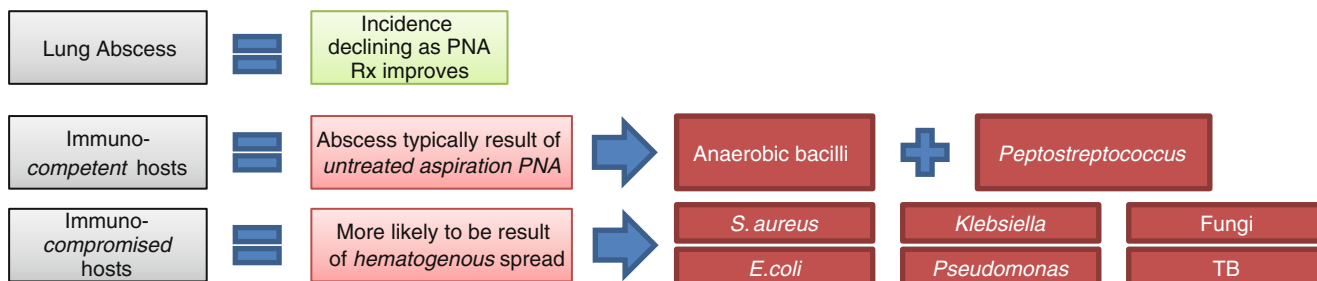 Lung Abscess
Incidence
declining as PNA
Rx improves
Immuno-
competent hosts
Abscess typically result of
untreated aspiration PNA
Anaerobic bacilli
Peptostreptococcus
Immuno-
compromised
hosts
More likely to be result
of hematogenous spread
S. aureus
Klebsiella
Fungi
E.coli
Pseudomonas
TB